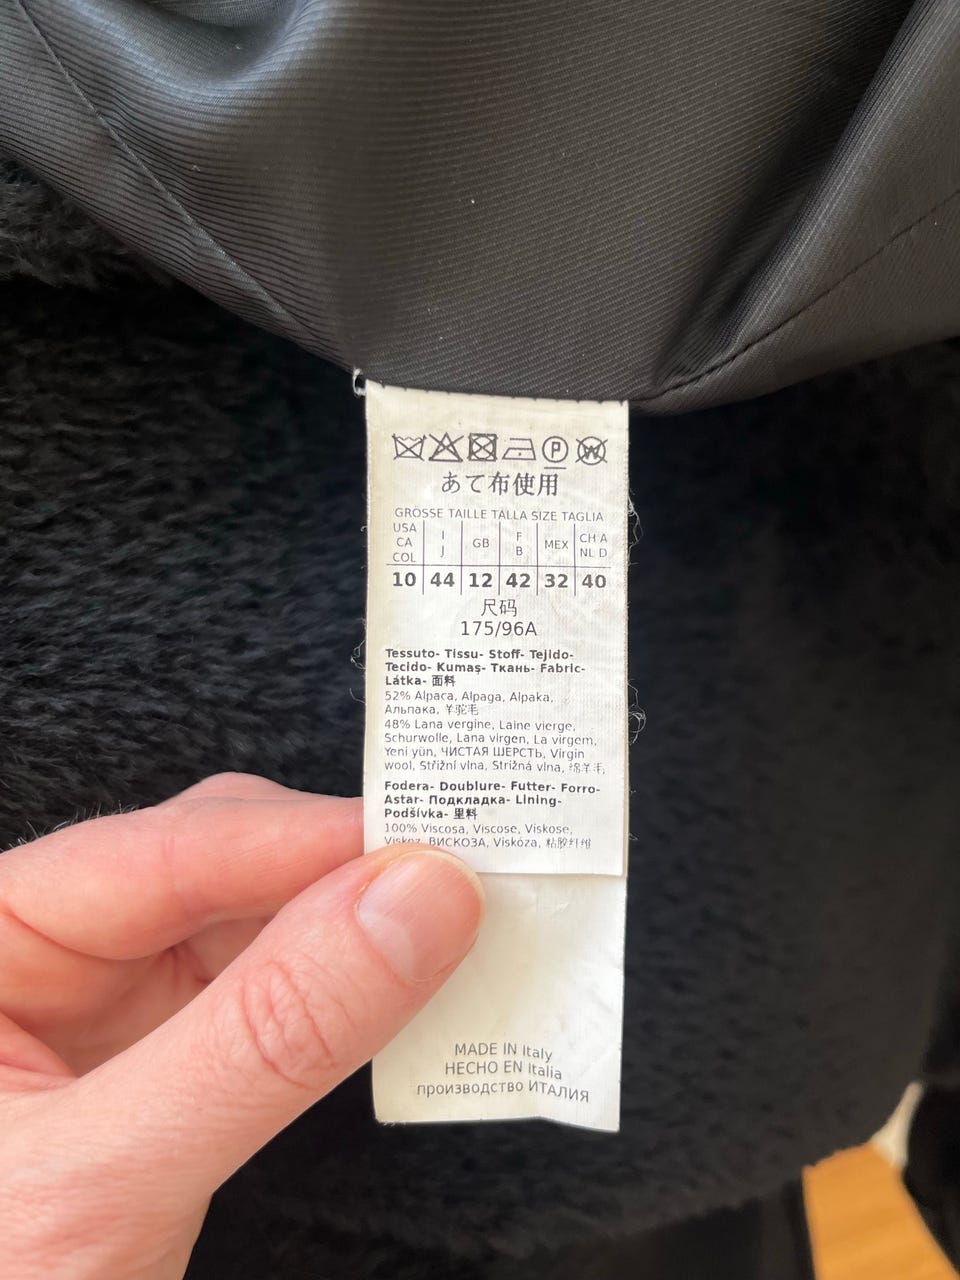 P W
あて布使用
GRÖSSE TAILLE TALLA SIZE TAGLIA
USA CA COL I J GB F B MEX CH A NL D
10 44 12 42 32 40
尺码
175/96A
Tessuto- Tissu- Stoff- Tejido-
Tecido- Kumaş- Ткань- Fabric-
Látka- 面料
52% Alpaca, Alpaga, Alpaka,
Альпака, 羊驼毛
48% Lana vergine, Laine vierge,
Schurwolle, Lana virgen, La virgem,
Yeni yün, ЧИСТАЯ ШЕРСТЬ, Virgin
wool, Střižní vlna, Strižná vlna, 绵羊毛
Fodera- Doublure- Futter- Forro-
Astar- Подкладка- Lining-
Podšívka- 里料
100% Viscosa, Viscose, Viskose,
Viskoz, ВИСКОЗА, Viskóza, 粘胶纤维
MADE IN Italy
HECHO EN Italia
производство ИТАЛИЯ